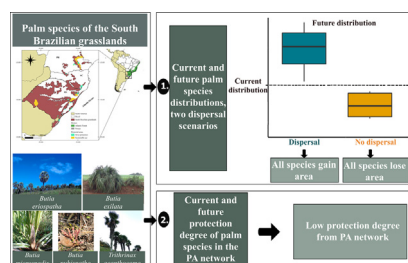 Palm species of the South
Brazilian grasslands
Butia
eriospatha
Butia
exilata
Butia
Trithrinax
1.
Current and
future palm
species
distributions,
two dispersal
scenarios
Future distribution
Current
distribution
Dispersal
No dispersal
All species gain
area
All species lose
area
2.
Current and
future
protection
degree of palm
species in the
PA network
Low protection degree
from PA network